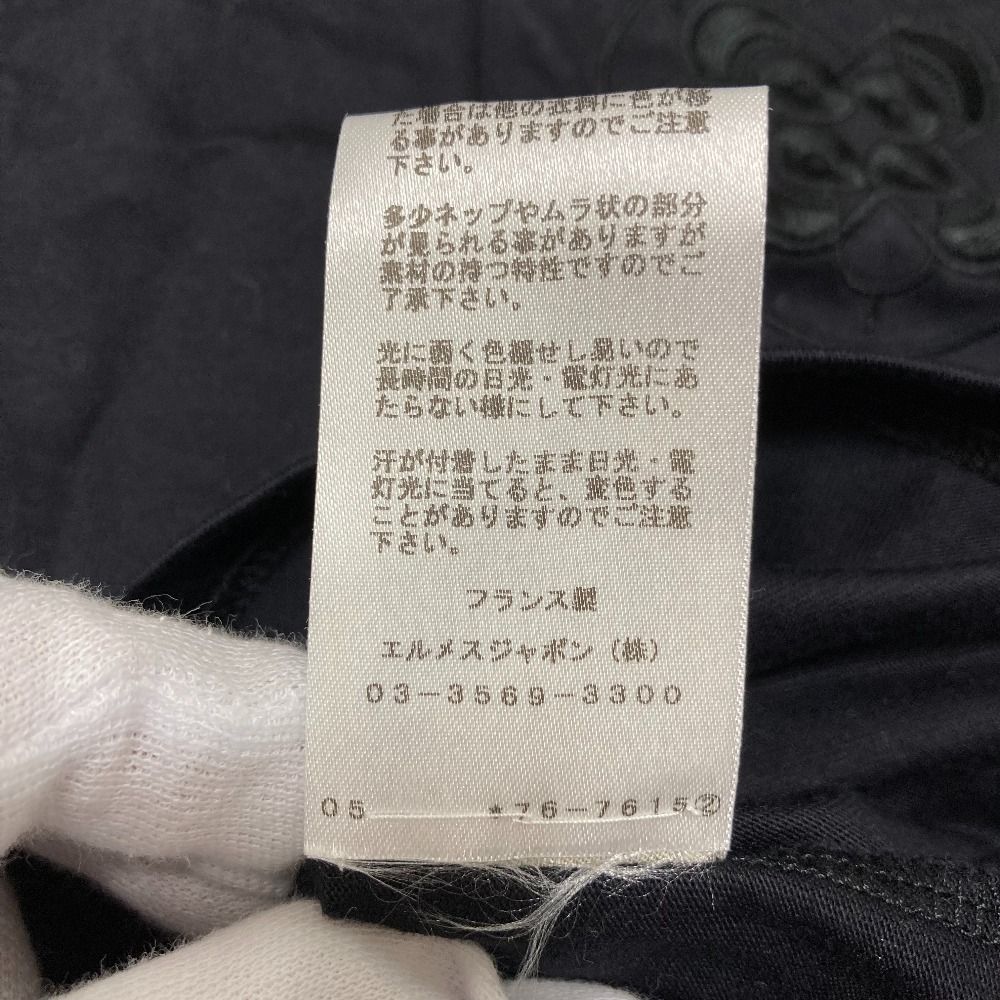 た場合は他の衣料に色が移
る事がありますのでご注意
下さい。
多少ネップやムラ状の部分
が見られる事がありますが
素材の持つ特性ですのでご
了承下さい。
光に弱く色褪せし易いので
長時間の日光・電灯光にあ
たらない様にして下さい。
汗が付着したまま日光・電
灯光に当てると、変色する
ことがありますのでご注意
下さい。
フランス製
エルメスジャポン（株）
03-3569-3300
05 *76-7615②